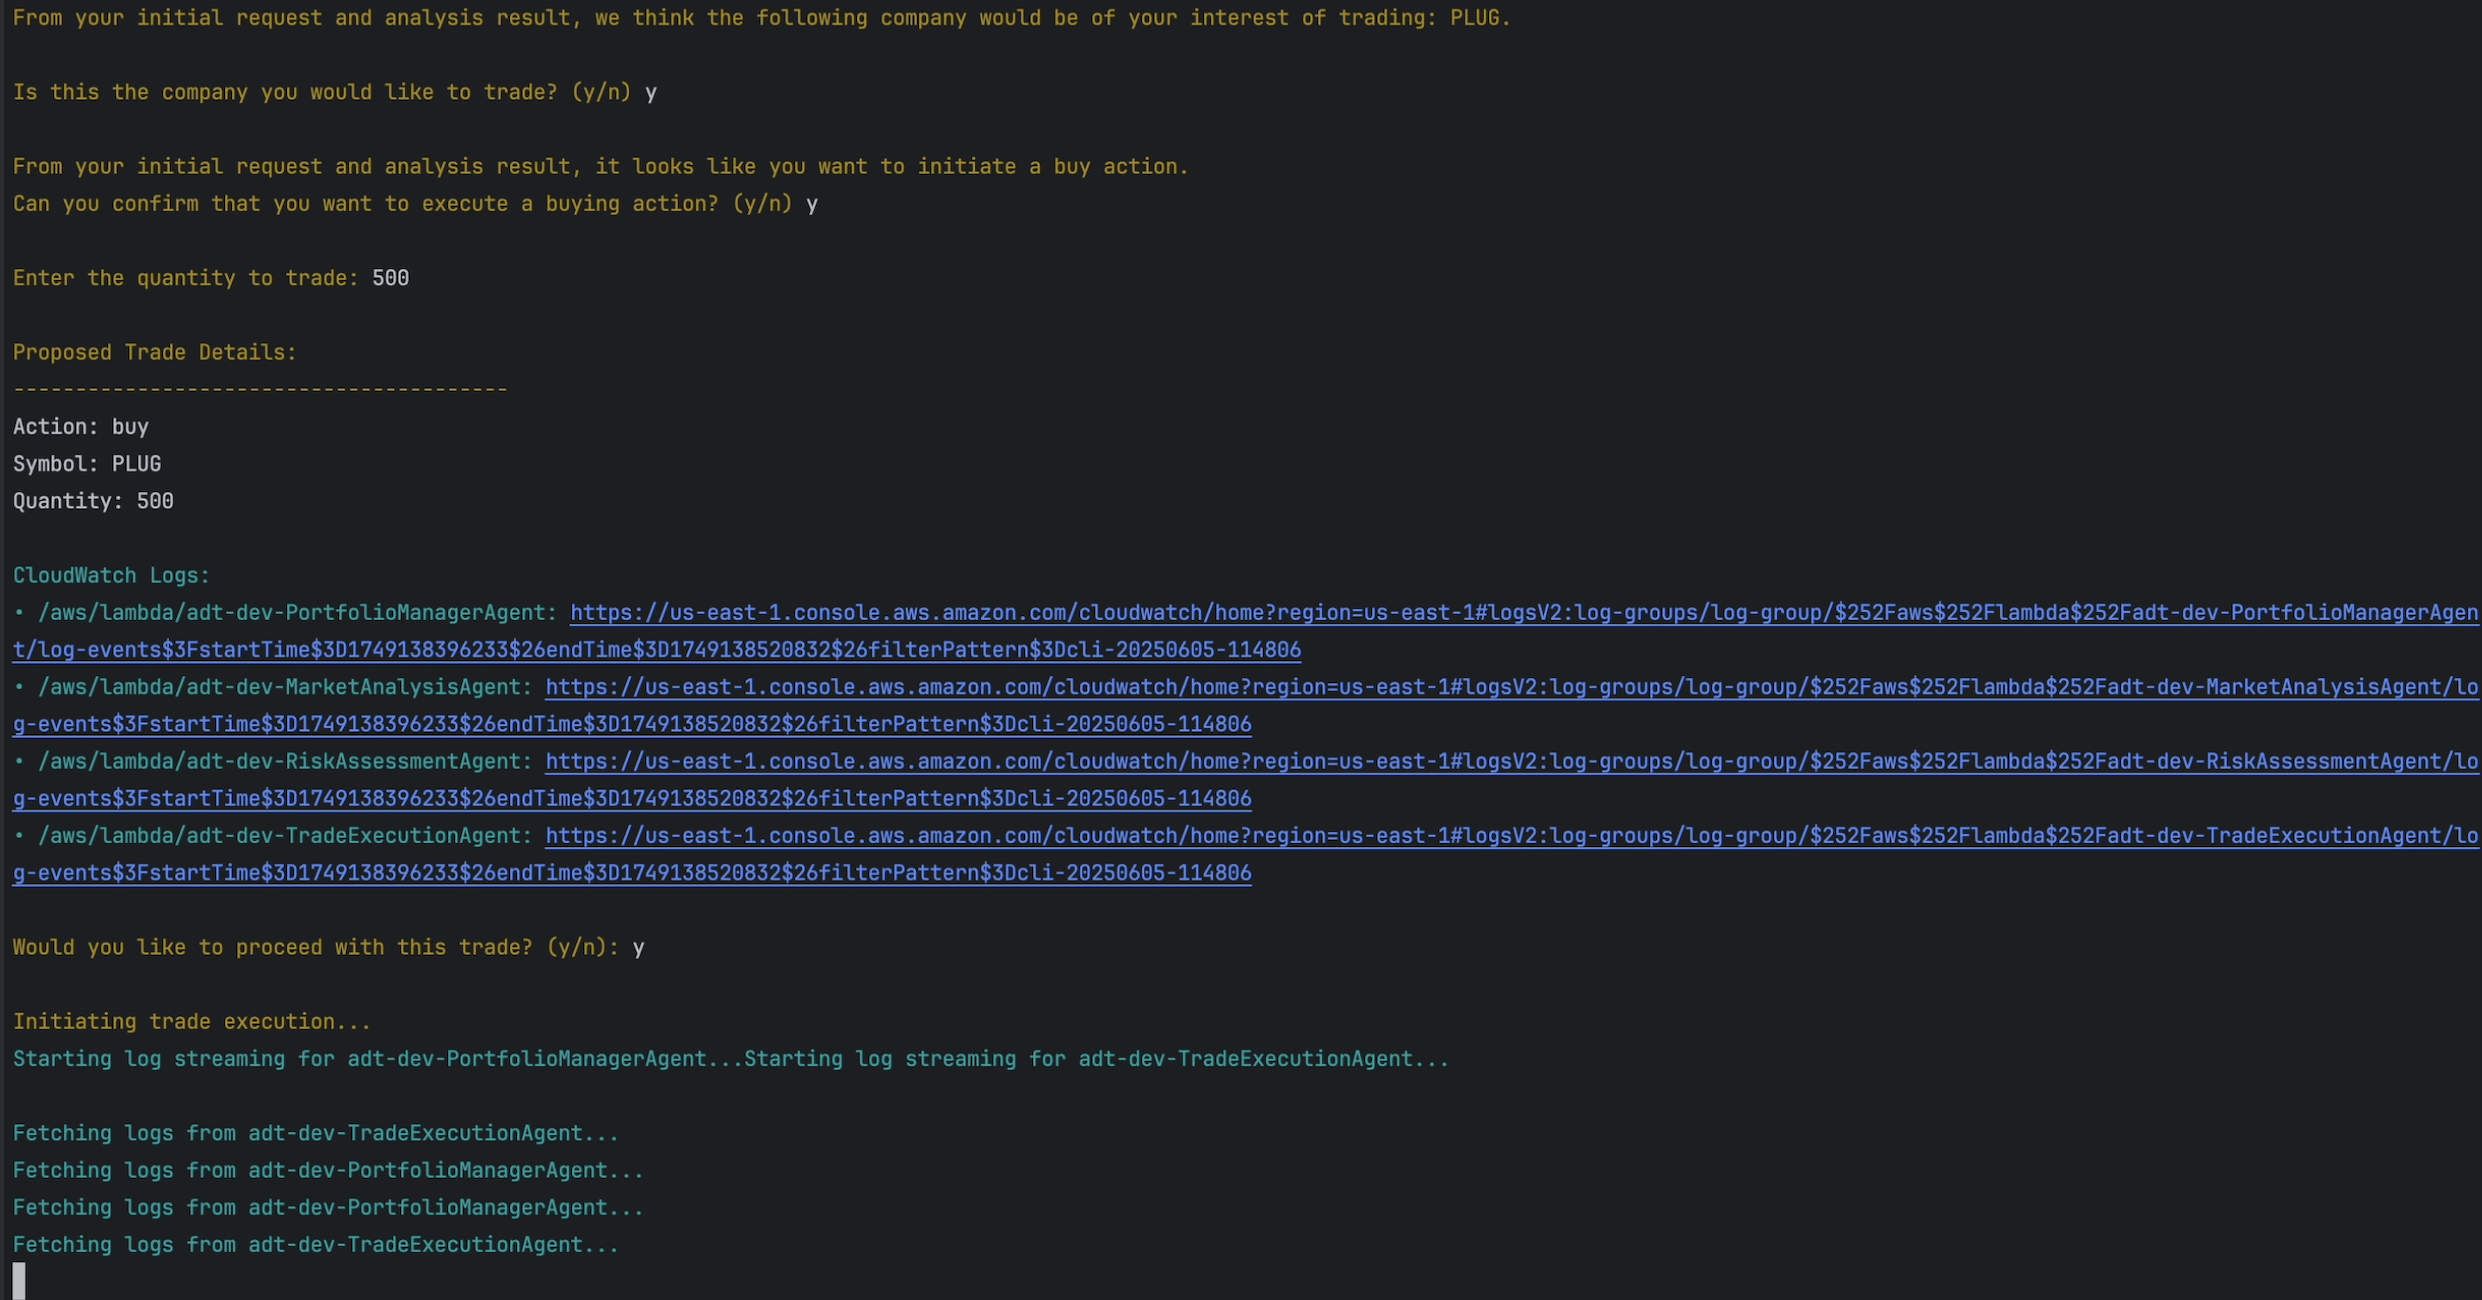 From your initial request and analysis result, we think the following company would be of your interest of trading: PLUG.
Is this the company you would like to trade? (y/n) y
From your initial request and analysis result, it looks like you want to initiate a buy action.
Can you confirm that you want to execute a buying action? (y/n) y
Enter the quantity to trade: 500
Proposed Trade Details:
----------------------------------------
Action: buy
Symbol: PLUG
Quantity: 500
CloudWatch Logs:
• /aws/lambda/adt-dev-PortfolioManagerAgent: https://us-east-1.console.aws.amazon.com/cloudwatch/home?region=us-east-1#logsV2:log-groups/log-group/$252Faws$252Flambda$252Fadt-dev-PortfolioManagerAgen
t/log-events$3FstartTime$3D1749138396233$26endTime$3D1749138520832$26filterPattern$3Dcli-20250605-114806
• /aws/lambda/adt-dev-MarketAnalysisAgent: https://us-east-1.console.aws.amazon.com/cloudwatch/home?region=us-east-1#logsV2:log-groups/log-group/$252Faws$252Flambda$252Fadt-dev-MarketAnalysisAgent/lo
g-events$3FstartTime$3D1749138396233$26endTime$3D1749138520832$26filterPattern$3Dcli-20250605-114806
• /aws/lambda/adt-dev-RiskAssessmentAgent: https://us-east-1.console.aws.amazon.com/cloudwatch/home?region=us-east-1#logsV2:log-groups/log-group/$252Faws$252Flambda$252Fadt-dev-RiskAssessmentAgent/lo
g-events$3FstartTime$3D1749138396233$26endTime$3D1749138520832$26filterPattern$3Dcli-20250605-114806
• /aws/lambda/adt-dev-TradeExecutionAgent: https://us-east-1.console.aws.amazon.com/cloudwatch/home?region=us-east-1#logsV2:log-groups/log-group/$252Faws$252Flambda$252Fadt-dev-TradeExecutionAgent/lo
g-events$3FstartTime$3D1749138396233$26endTime$3D1749138520832$26filterPattern$3Dcli-20250605-114806
Would you like to proceed with this trade? (y/n): y
Initiating trade execution...
Starting log streaming for adt-dev-PortfolioManagerAgent...Starting log streaming for adt-dev-TradeExecutionAgent...
Fetching logs from adt-dev-TradeExecutionAgent...
Fetching logs from adt-dev-PortfolioManagerAgent...
Fetching logs from adt-dev-PortfolioManagerAgent...
Fetching logs from adt-dev-TradeExecutionAgent...